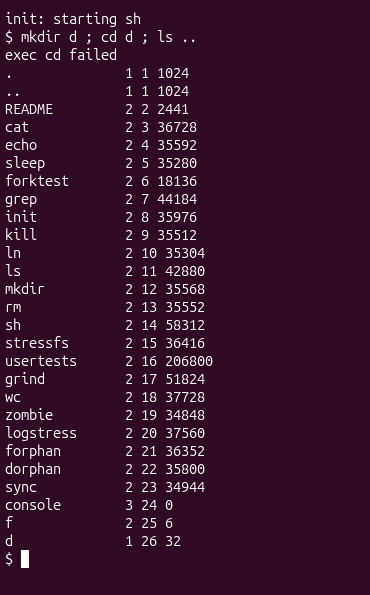 init: starting sh
$ mkdir d ; cd d ; ls ..
exec cd failed
. 1 1 1024
.. 1 1 1024
README 2 2 2441
cat 2 3 36728
echo 2 4 35592
sleep 2 5 35280
forktest 2 6 18136
grep 2 7 44184
init 2 8 35976
kill 2 9 35512
ln 2 10 35304
ls 2 11 42880
mkdir 2 12 35568
rm 2 13 35552
sh 2 14 58312
stressfs 2 15 36416
usertests 2 16 206800
grind 2 17 51824
wc 2 18 37728
zombie 2 19 34848
logstress 2 20 37560
forphan 2 21 36352
dorphan 2 22 35800
sync 2 23 34944
console 3 24 0
f 2 25 6
d 1 26 32
$